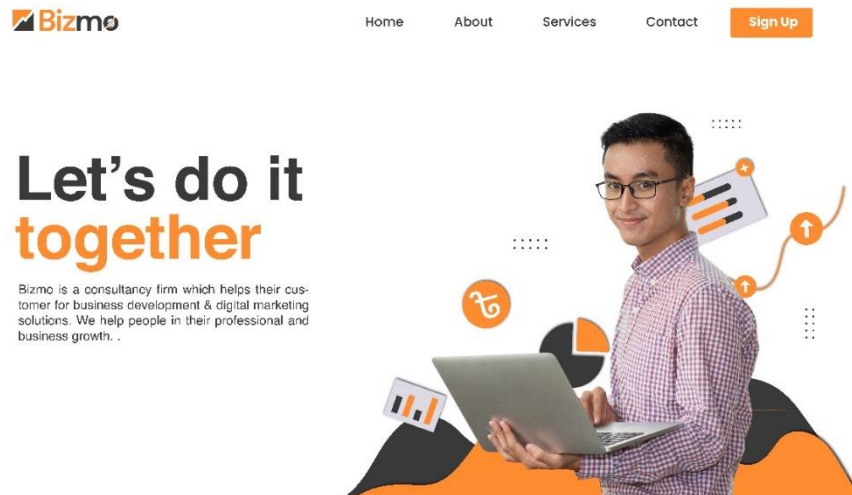 Bizmo
Home About Services Contact Sign Up
Let's do it
together
Bizmo is a consultancy firm which helps their cus-
tomer for business development & digital marketing
solutions. We help people in their professional and
business growth. .
৳